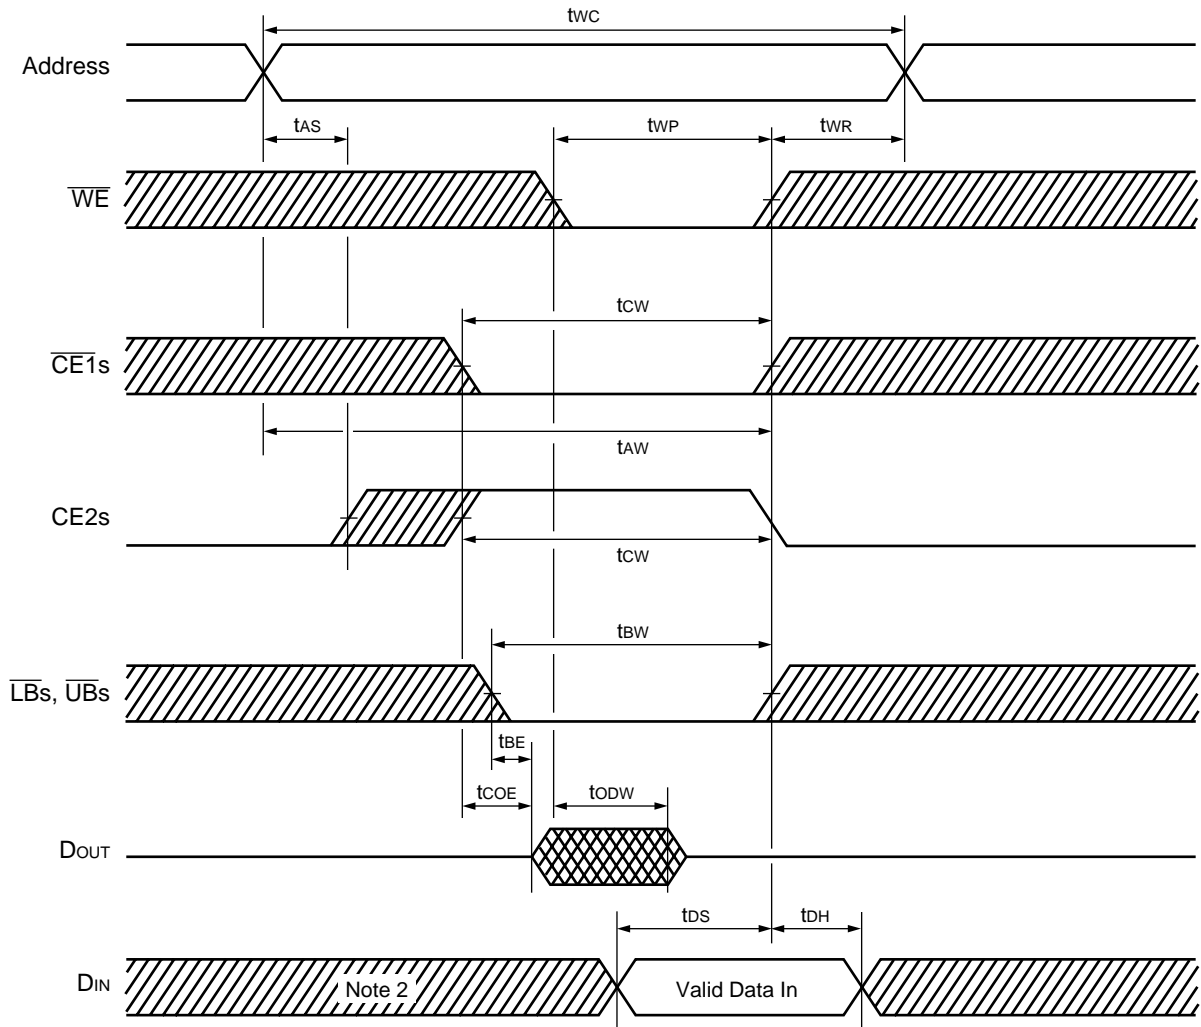 tWC
Address
tAS
tWP
tWR
WE
tCW
CE1s
tAW
CE2s
tCW
tBW
LBs, UBs
tBE
tCOE
tODW
DOUT
tDS
tDH
DIN
Note 2
Valid Data In